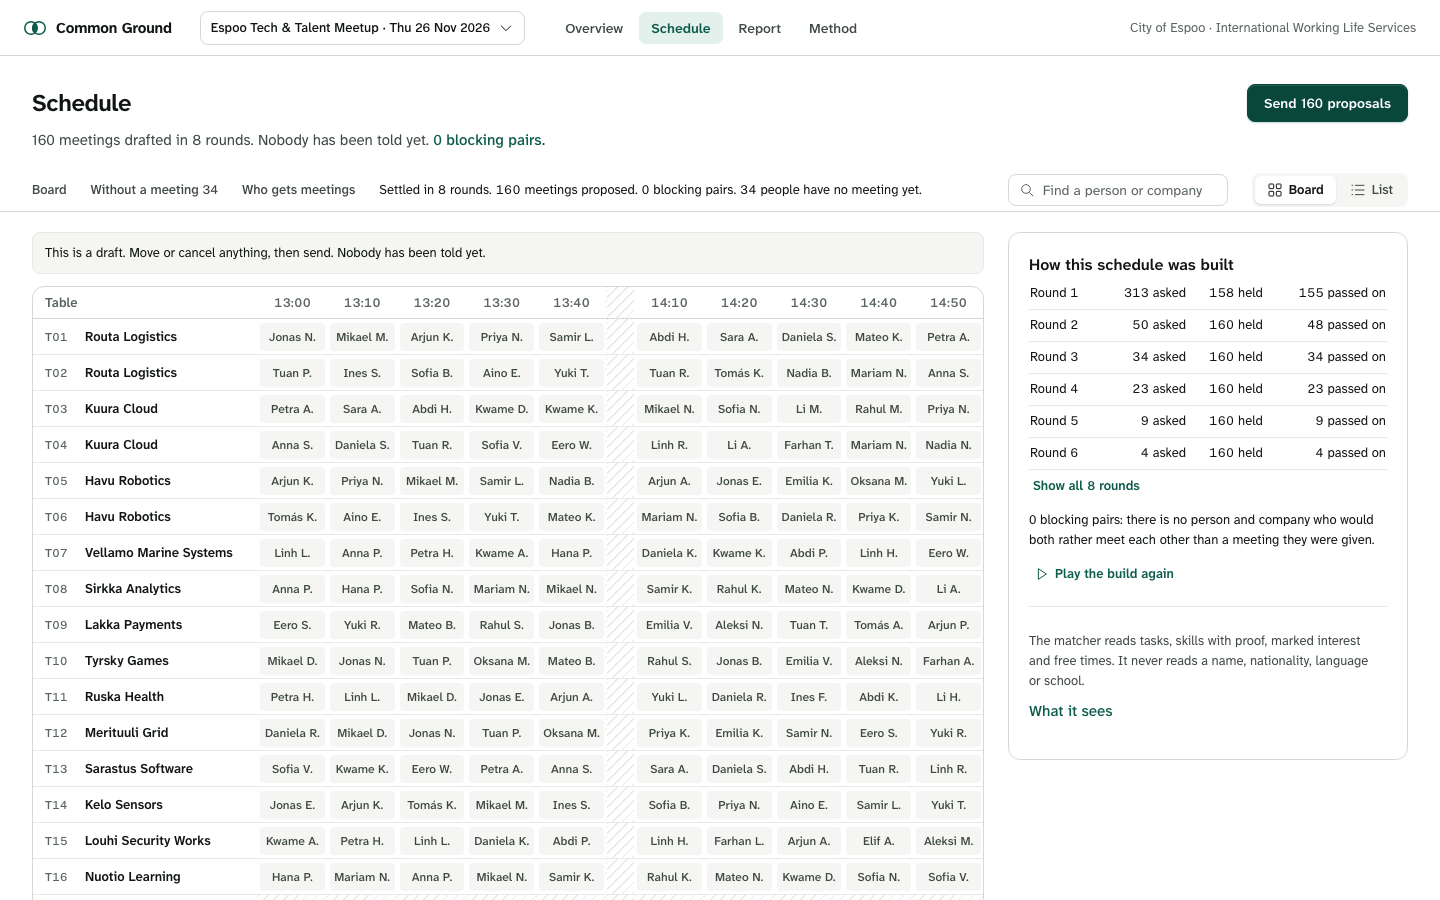 Common Ground
Espoo Tech & Talent Meetup · Thu 26 Nov 2026
Overview
Schedule
Report
Method
City of Espoo · International Working Life Services
Schedule
Send 160 proposals
160 meetings drafted in 8 rounds. Nobody has been told yet. 0 blocking pairs.
Board
Without a meeting 34
Who gets meetings
Settled in 8 rounds. 160 meetings proposed. 0 blocking pairs. 34 people have no meeting yet.
Find a person or company
Board
List
This is a draft. Move or cancel anything, then send. Nobody has been told yet.
Table 13:00 13:10 13:20 13:30 13:40 14:10 14:20 14:30 14:40 14:50
T01 Routa Logistics Jonas N. Mikael M. Arjun K. Priya N. Samir L. Abdi H. Sara A. Daniela S. Mateo K. Petra A.
T02 Routa Logistics Tuan P. Ines S. Sofia B. Aino E. Yuki T. Tuan R. Tomás K. Nadia B. Mariam N. Anna S.
T03 Kuura Cloud Petra A. Sara A. Abdi H. Kwame D. Kwame K. Mikael N. Sofia N. Li M. Rahul M. Priya N.
T04 Kuura Cloud Anna S. Daniela S. Tuan R. Sofia V. Eero W. Linh R. Li A. Farhan T. Mariam N. Nadia N.
T05 Havu Robotics Arjun K. Priya N. Mikael M. Samir L. Nadia B. Arjun A. Jonas E. Emilia K. Oksana M. Yuki L.
T06 Havu Robotics Tomás K. Aino E. Ines S. Yuki T. Mateo K. Mariam N. Sofia B. Daniela R. Priya K. Samir N.
T07 Vellamo Marine Systems Linh L. Anna P. Petra H. Kwame A. Hana P. Daniela K. Kwame K. Abdi P. Linh H. Eero W.
T08 Sirkka Analytics Anna P. Hana P. Sofia N. Mariam N. Mikael N. Samir K. Rahul K. Mateo N. Kwame D. Li A.
T09 Lakka Payments Eero S. Yuki R. Mateo B. Rahul S. Jonas B. Emilia V. Aleksi N. Tuan T. Tomás A. Arjun P.
T10 Tyrsky Games Mikael D. Jonas N. Tuan P. Oksana M. Mateo B. Rahul S. Jonas B. Emilia V. Aleksi N. Farhan A.
T11 Ruska Health Petra H. Linh L. Mikael D. Jonas E. Arjun A. Yuki L. Daniela R. Ines F. Abdi K. Li H.
T12 Merituuli Grid Daniela R. Mikael D. Jonas N. Tuan P. Oksana M. Priya K. Emilia K. Samir N. Eero S. Yuki R.
T13 Sarastus Software Sofia V. Kwame K. Eero W. Petra A. Anna S. Sara A. Daniela S. Abdi H. Tuan R. Linh R.
T14 Kelo Sensors Jonas E. Arjun K. Tomás K. Mikael M. Ines S. Sofia B. Priya N. Aino E. Samir L. Yuki T.
T15 Louhi Security Works Kwame A. Petra H. Linh L. Daniela K. Abdi P. Linh H. Farhan L. Arjun A. Elif A. Aleksi M.
T16 Nuotio Learning Hana P. Mariam N. Anna P. Mikael N. Samir K. Rahul K. Mateo N. Kwame D. Sofia N. Sofia V.
How this schedule was built
Round 1 313 asked 158 held 155 passed on
Round 2 50 asked 160 held 48 passed on
Round 3 34 asked 160 held 34 passed on
Round 4 23 asked 160 held 23 passed on
Round 5 9 asked 160 held 9 passed on
Round 6 4 asked 160 held 4 passed on
Show all 8 rounds
0 blocking pairs: there is no person and company who would
both rather meet each other than a meeting they were given.
Play the build again
The matcher reads tasks, skills with proof, marked interest
and free times. It never reads a name, nationality, language
or school.
What it sees